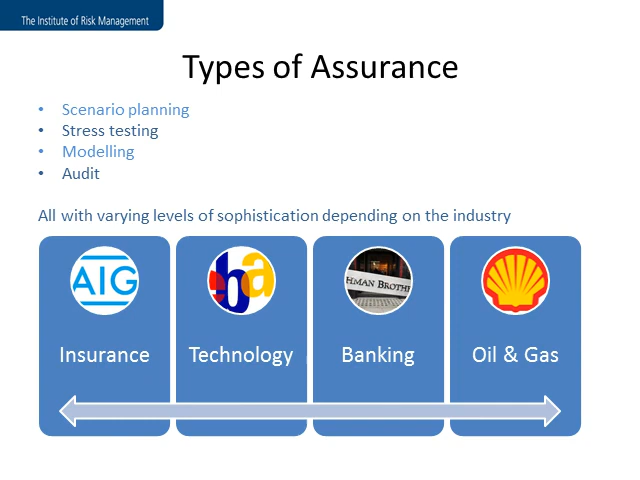 The Institute of Risk Management
Types of Assurance
• Scenario planning
• Stress testing
• Modelling
• Audit
All with varying levels of sophistication depending on the industry
AIG
ba
HMAN BROTHE
Insurance
Technology
Banking
Oil & Gas